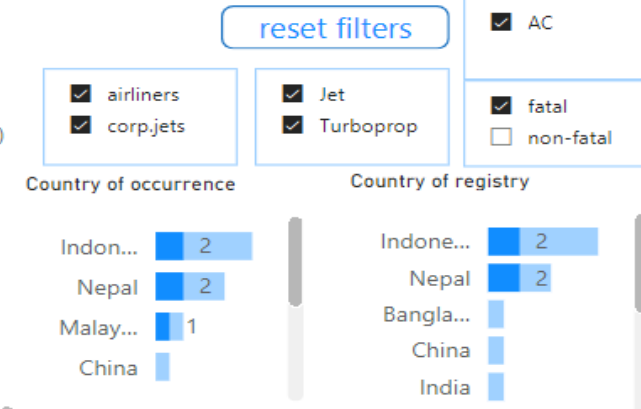 reset filters
AC
airliners
corp.jets
Jet
Turboprop
fatal
non-fatal
)
Country of occurrence
Indon... 2
Nepal 2
Malay... 1
China
Country of registry
Indone... 2
Nepal 2
Bangla...
China
India